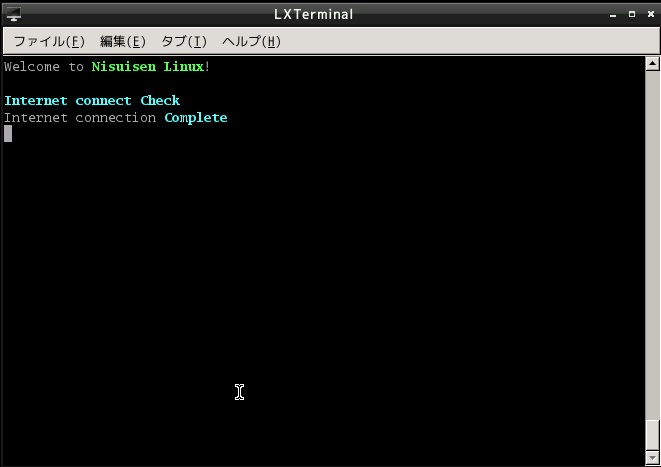 LXTerminal
ファイル(F) 編集(E) タブ(T) ヘルプ(H)
Welcome to Nisuisen Linux!
Internet connect Check
Internet connection Complete